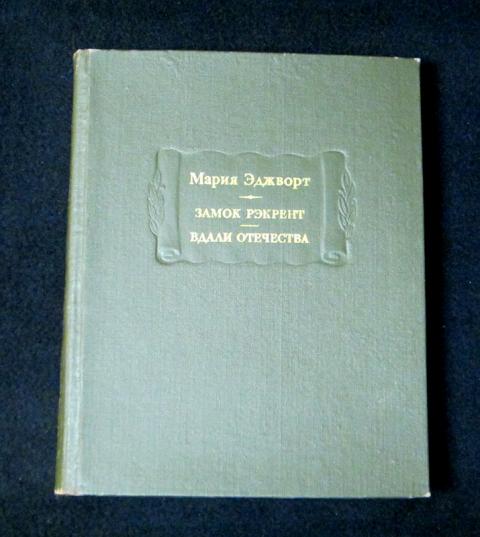 Мария Эджворт
ЗАМОК РЭКРЕНТ
ВДАЛИ ОТЕЧЕСТВА